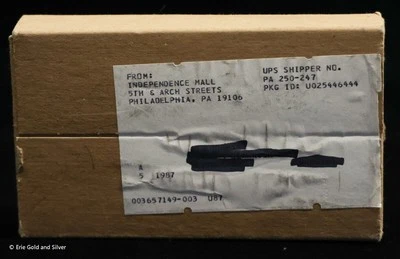 FROM:
INDEPENDENCE MALL
5TH & ARCH STREETS
PHILADELPHIA, PA 19106
UPS SHIPPER NO.
PA 250-247
PKG ID: U025446444
A
5 1987
003657149-003 U87
© Erie Gold and Silver